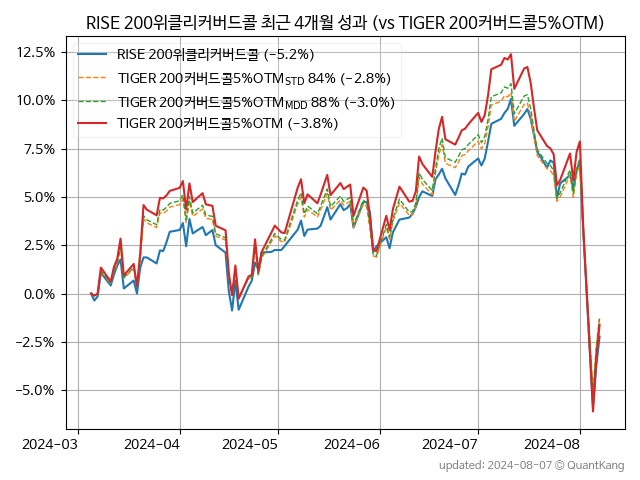 RISE 200위클리커버드콜 최근 4개월 성과 (vs TIGER 200커버드콜5%OTM)
12.5%
10.0%
7.5%
5.0%
2.5%
0.0%
−2.5%
−5.0%
RISE 200위클리커버드콜 (−5.2%)
TIGER 200커버드콜5%OTM_STD 84% (−2.8%)
TIGER 200커버드콜5%OTM_MDD 88% (−3.0%)
TIGER 200커버드콜5%OTM (−3.8%)
2024-03 2024-04 2024-05 2024-06 2024-07 2024-08
updated: 2024-08-07 © QuantKang